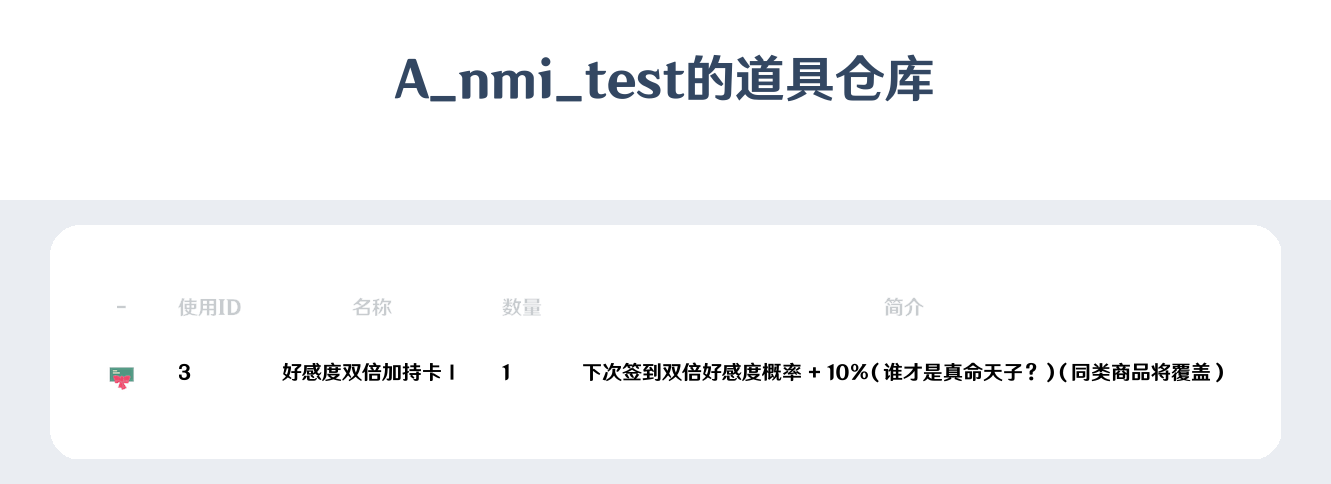 A_nmi_test的道具仓库
- 使用ID 名称 数量 简介
3 好感度双倍加持卡Ⅰ 1 下次签到双倍好感度概率 + 10%（谁才是真命天子？）（同类商品将覆盖）